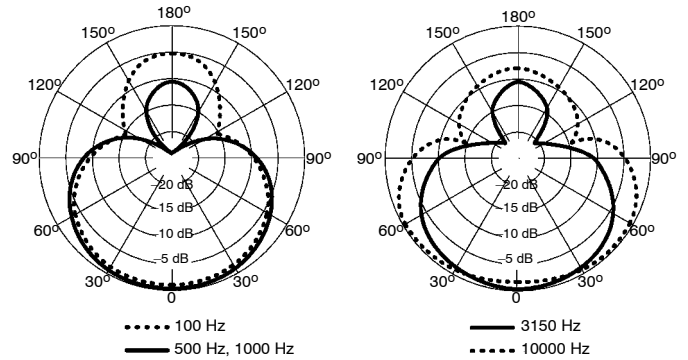 180º
150º 150º
120º 120º
90º 90º
–20 dB
–15 dB
–10 dB
–5 dB
60º 60º
30º 30º
0
100 Hz
500 Hz, 1000 Hz
180º
150º 150º
120º 120º
90º 90º
–20 dB
–15 dB
–10 dB
–5 dB
60º 60º
30º 30º
0
3150 Hz
10000 Hz